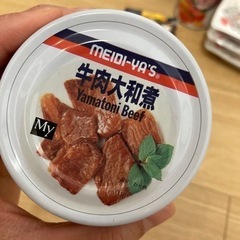 MEIDI-YA'S
牛肉大和煮
Yamatoni Beef
My